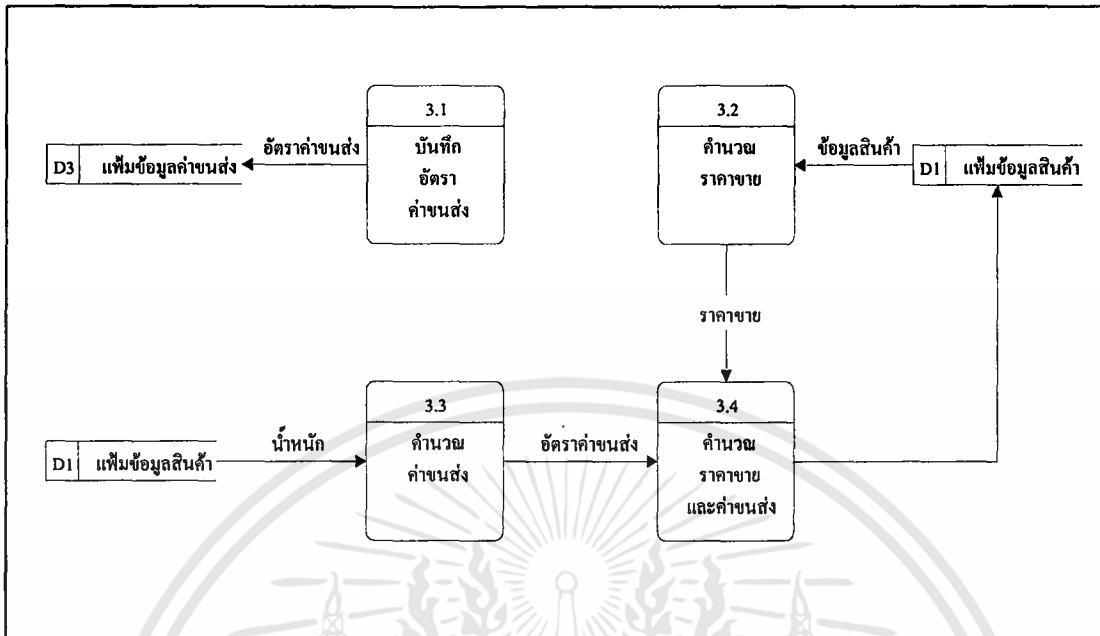 3.1
บันทึก
อัตรา
ค่าขนส่ง
อัตราค่าขนส่ง
D3 แฟ้มข้อมูลค่าขนส่ง
3.2
คำนวณ
ราคาขาย
ข้อมูลสินค้า
D1 แฟ้มข้อมูลสินค้า
ราคาขาย
D1 แฟ้มข้อมูลสินค้า
น้ำหนัก
3.3
คำนวณ
ค่าขนส่ง
อัตราค่าขนส่ง
3.4
คำนวณ
ราคาขาย
และค่าขนส่ง